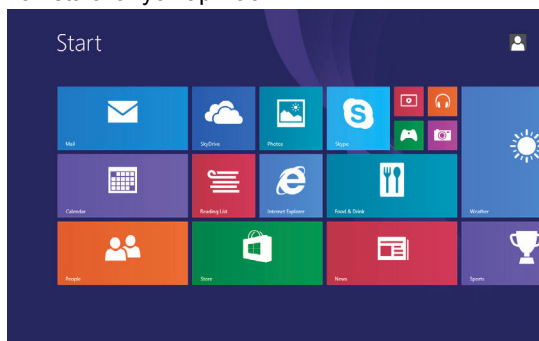 Start
Mail
SkyDrive
Photos
Skype
Calendar
Reading List
Internet Explorer
Food & Drink
Weather
People
Store
News
Sports